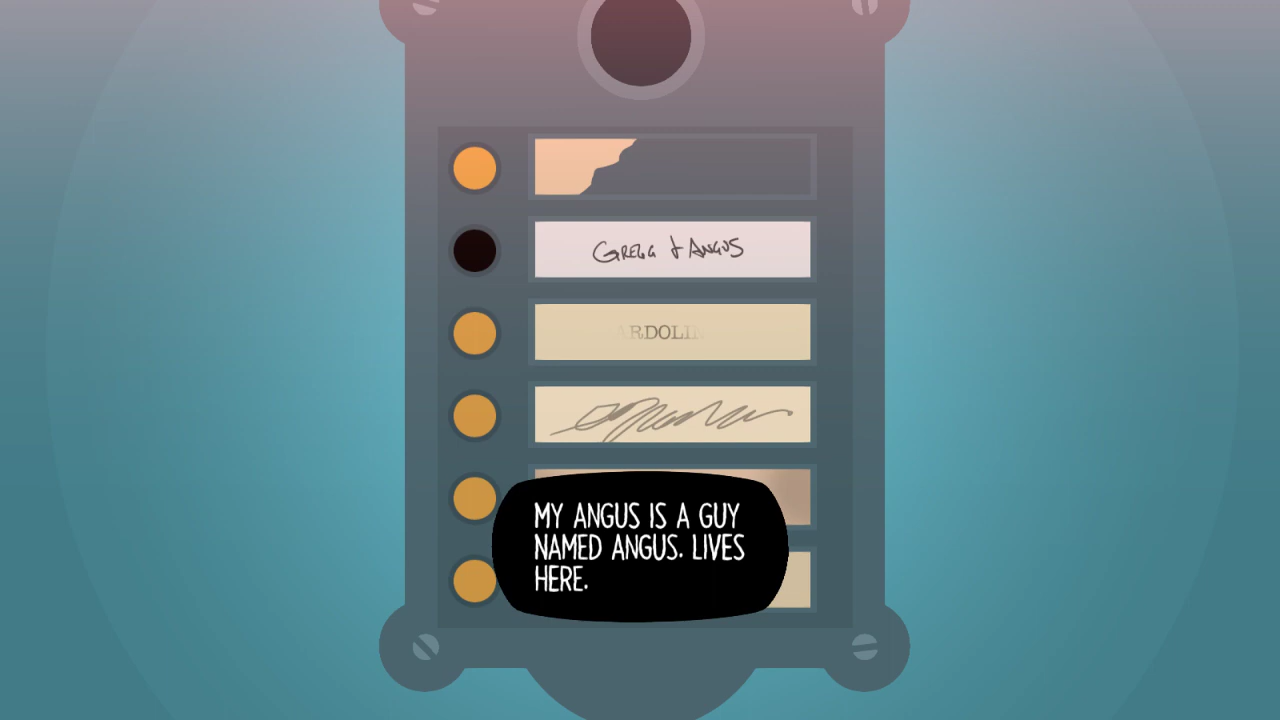 GREGG + ANGUS
ARDOLIN
MY ANGUS IS A GUY
NAMED ANGUS. LIVES
HERE.